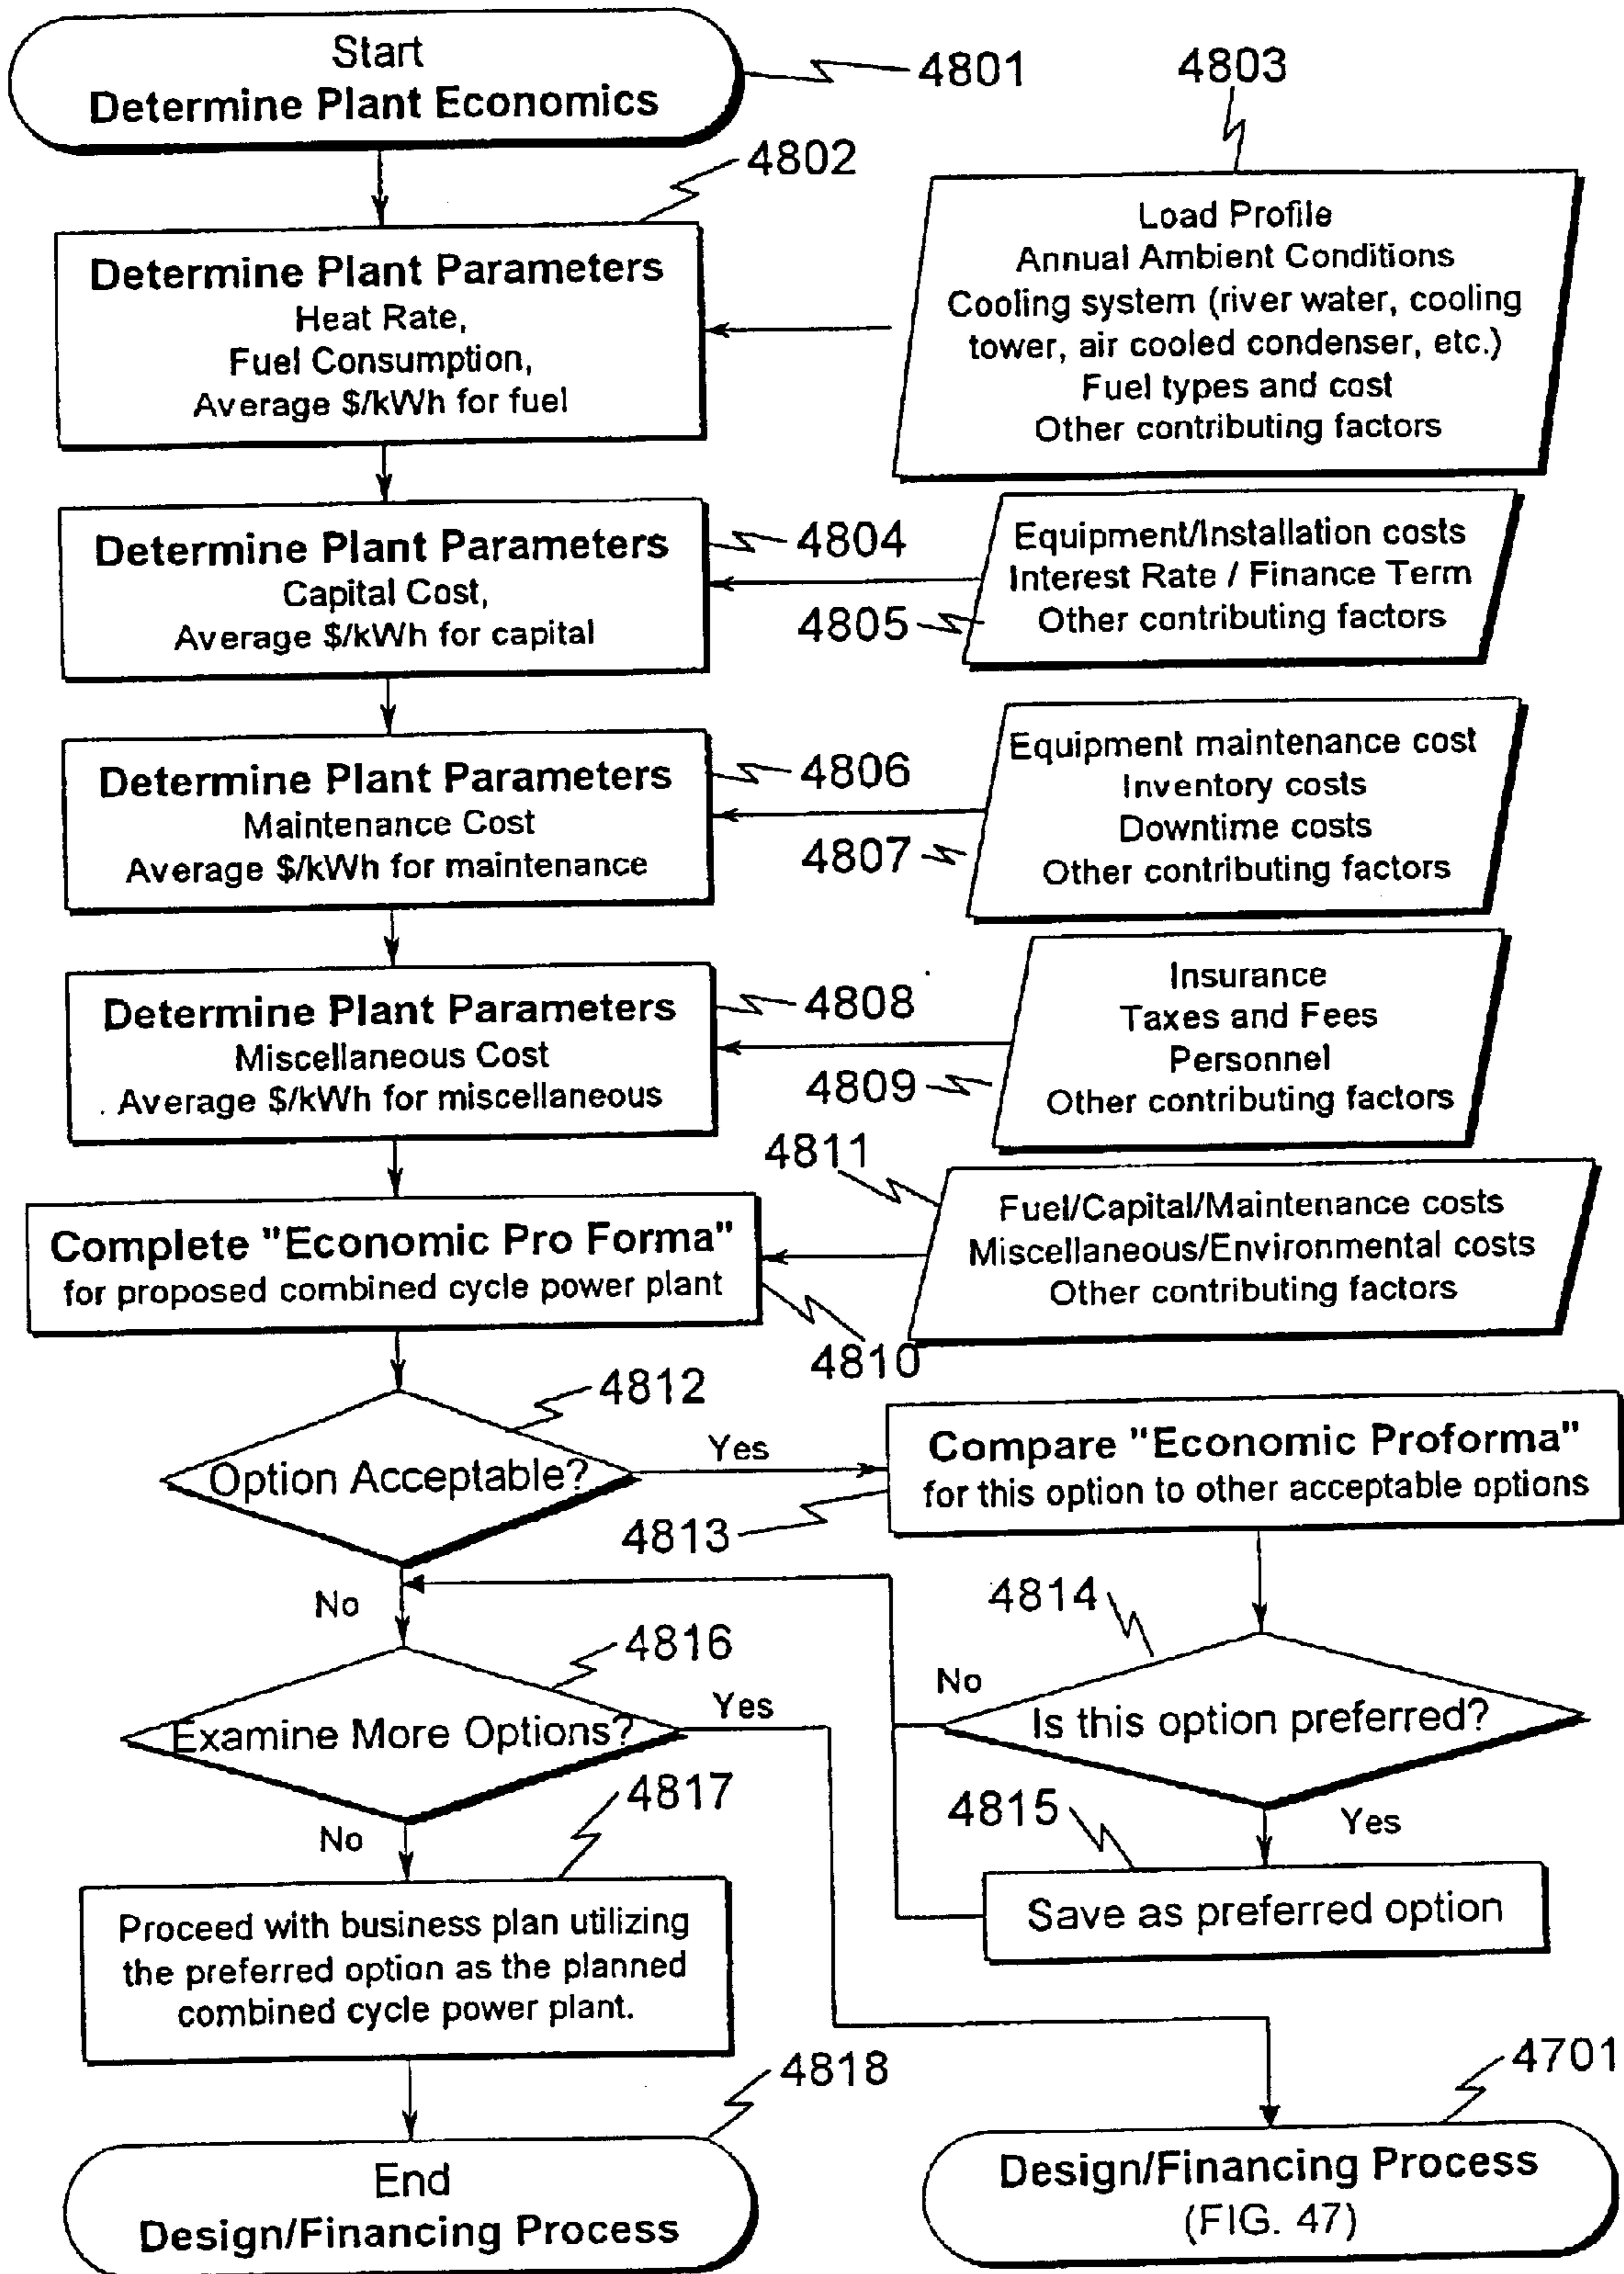 Start
Determine Plant Economics
4801
4803
4802
Determine Plant Parameters
Heat Rate,
Fuel Consumption,
Average $/kWh for fuel
Load Profile
Annual Ambient Conditions
Cooling system (river water, cooling
tower, air cooled condenser, etc.)
Fuel types and cost
Other contributing factors
Determine Plant Parameters
Capital Cost,
Average $/kWh for capital
4804
4805
Equipment/Installation costs
Interest Rate / Finance Term
Other contributing factors
Determine Plant Parameters
Maintenance Cost
Average $/kWh for maintenance
4806
4807
Equipment maintenance cost
Inventory costs
Downtime costs
Other contributing factors
Determine Plant Parameters
Miscellaneous Cost
Average $/kWh for miscellaneous
4808
4809
Insurance
Taxes and Fees
Personnel
Other contributing factors
4811
Complete "Economic Pro Forma"
for proposed combined cycle power plant
Fuel/Capital/Maintenance costs
Miscellaneous/Environmental costs
Other contributing factors
4810
4812
Option Acceptable?
Yes
Compare "Economic Proforma"
for this option to other acceptable options
4813
No
4814
4816
No
Is this option preferred?
Examine More Options?
Yes
4817
4815
Yes
No
Save as preferred option
Proceed with business plan utilizing
the preferred option as the planned
combined cycle power plant.
4818
4701
End
Design/Financing Process
Design/Financing Process
(FIG. 47)